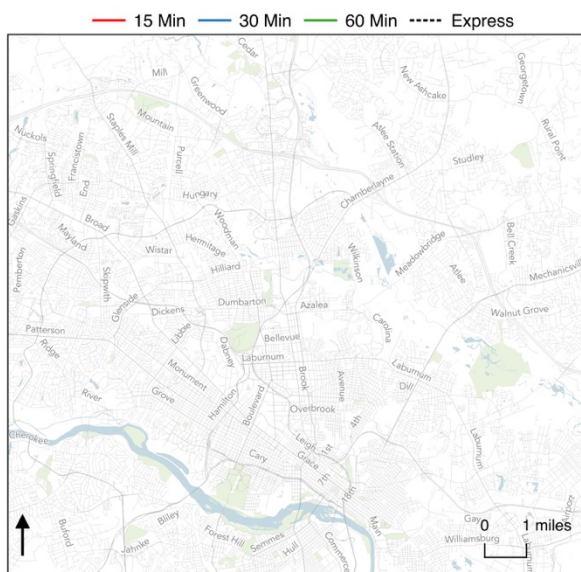 15 Min 30 Min 60 Min Express
Cedar
Mill
Greenwood
New Ashcake
Georgetown
Mountain
Staples Mill
Nuckols
Francistown
Springfield
End
Purcell
Atlee Station
Rural Point
Studley
Hungary
Chamberlayne
Gaskins
Broad
Mayland
Woodman
Hermitage
Wistar
Pemberton
Skipwith
Hilliard
Wilkinson
Meadowbridge
Atlee
Bell Creek
Mechanicsville
Glenside
Dickens
Dumbarton
Azalea
Walnut Grove
Patterson
Libbie
Carolina
Ridge
Dabney
Bellevue
Laburnum
Monument
Brook
Avenue
Laburnum
Dill
River
Grove
Hamilton
Boulevard
Overbrook
Cherokee
Leigh
1st
4th
Cary
Grace
7th
18th
Laburnum
Main
Airport
Buford
Jahnke
Bliley
Forest Hill
Semmes
Hull
Commerce
Gay
Williamsburg
0 1 miles